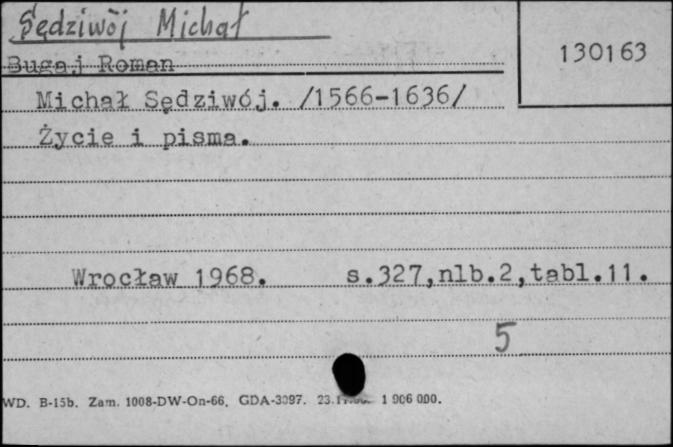 Sędziwój Michał
130163
Bugaj Roman
Michał Sędziwój. /1566-1636/
Życie i pisma.
Wrocław 1968. s.327,nlb.2,tabl.11.
5
WD. B-15b. Zam. 1008-DW-On-66. GDA-3397. 1 906 000.